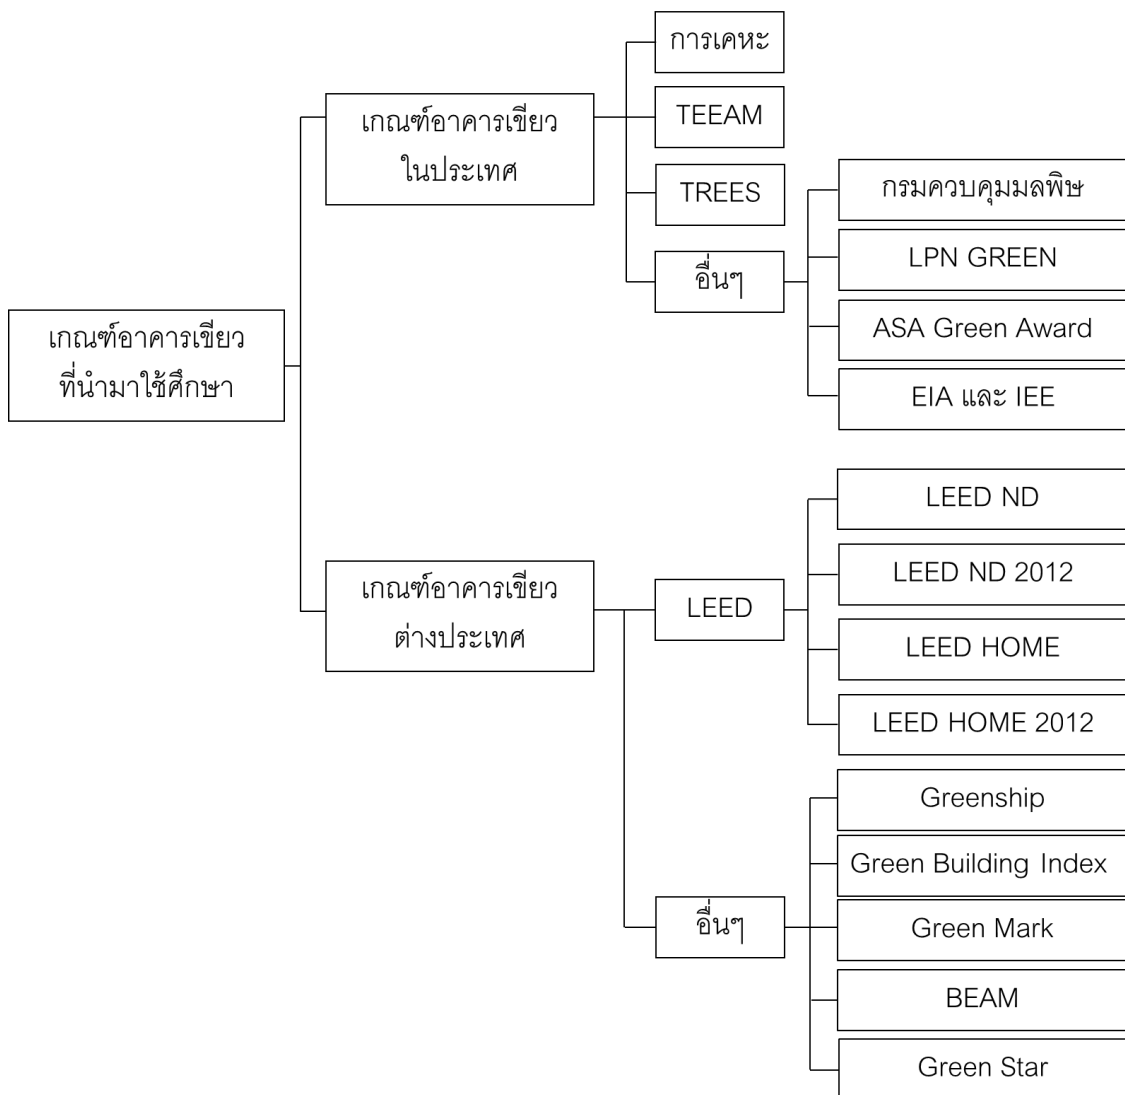 เกณฑ์อาคารเขียว
ที่นำมาใช้ศึกษา
เกณฑ์อาคารเขียว
ในประเทศ
การเคหะ
TEEAM
TREES
อื่นๆ
กรมควบคุมมลพิษ
LPN GREEN
ASA Green Award
EIA และ IEE
เกณฑ์อาคารเขียว
ต่างประเทศ
LEED
LEED ND
LEED ND 2012
LEED HOME
LEED HOME 2012
อื่นๆ
Greenship
Green Building Index
Green Mark
BEAM
Green Star